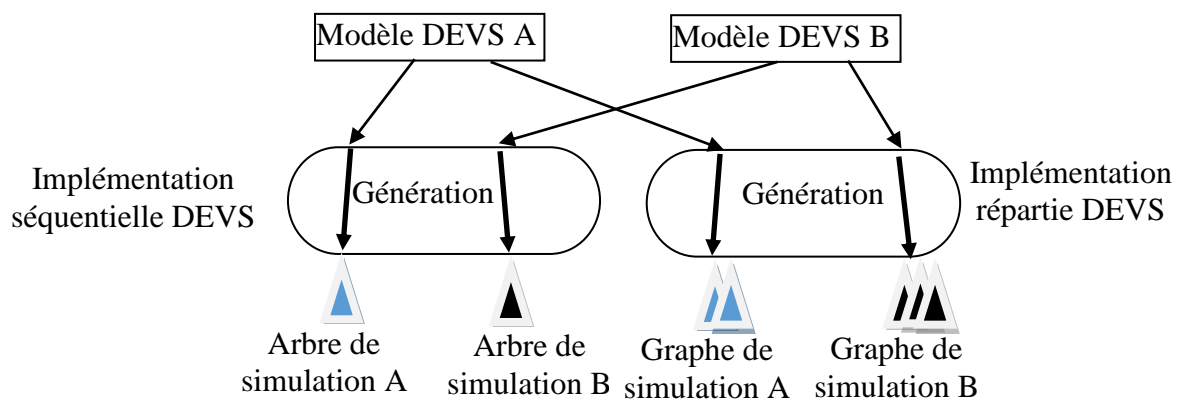 Modèle DEVS A
Modèle DEVS B
Implémentation
séquentielle DEVS
Génération
Génération
Implémentation
répartie DEVS
Arbre de
simulation A
Arbre de
simulation B
Graphe de
simulation A
Graphe de
simulation B